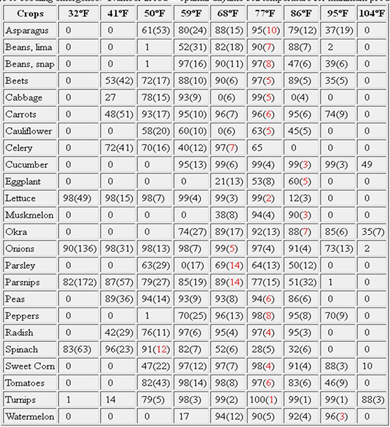 Crops 32°F 41°F 50°F 59°F 68°F 77°F 86°F 95°F 104°F
Asparagus 0 0 61(53) 80(24) 88(15) 95(10) 79(12) 37(19) 0
Beans, lima 0 0 1 52(31) 82(18) 90(7) 88(7) 2 0
Beans, snap 0 0 1 97(16) 90(11) 97(8) 47(6) 39(6) 0
Beets 0 53(42) 72(17) 88(10) 90(6) 97(5) 89(5) 35(5) 0
Cabbage 0 27 78(15) 93(9) 0(6) 99(5) 0(4) 0 0
Carrots 0 48(51) 93(17) 95(10) 96(7) 96(6) 95(6) 74(9) 0
Cauliflower 0 0 58(20) 60(10) 0(6) 63(5) 45(5) 0 0
Celery 0 72(41) 70(16) 40(12) 97(7) 65 0 0 0
Cucumber 0 0 0 95(13) 99(6) 99(4) 99(3) 99(3) 49
Eggplant 0 0 0 0 21(13) 53(8) 60(5) 0 0
Lettuce 98(49) 98(15) 98(7) 99(4) 99(3) 99(2) 12(3) 0 0
Muskmelon 0 0 0 0 38(8) 94(4) 90(3) 0 0
Okra 0 0 0 74(27) 89(17) 92(13) 88(7) 85(6) 35(7)
Onions 90(136) 98(31) 98(13) 98(7) 99(5) 97(4) 91(4) 73(13) 2
Parsley 0 0 63(29) 0(17) 69(14) 64(13) 50(12) 0 0
Parsnips 82(172) 87(57) 79(27) 85(19) 89(14) 77(15) 51(32) 1 0
Peas 0 89(36) 94(14) 93(9) 93(8) 94(6) 86(6) 0 0
Peppers 0 0 1 70(25) 96(13) 98(8) 95(8) 70(9) 0
Radish 0 42(29) 76(11) 97(6) 95(4) 97(4) 95(3) 0 0
Spinach 83(63) 96(23) 91(12) 82(7) 52(6) 28(5) 32(6) 0 0
Sweet Corn 0 0 47(22) 97(12) 97(7) 98(4) 91(4) 88(3) 10
Tomatoes 0 0 82(43) 98(14) 98(8) 97(6) 83(6) 46(9) 0
Turnips 1 14 79(5) 98(3) 99(2) 100(1) 99(1) 99(1) 88(3)
Watermelon 0 0 0 17 94(12) 90(5) 92(4) 96(3) 0